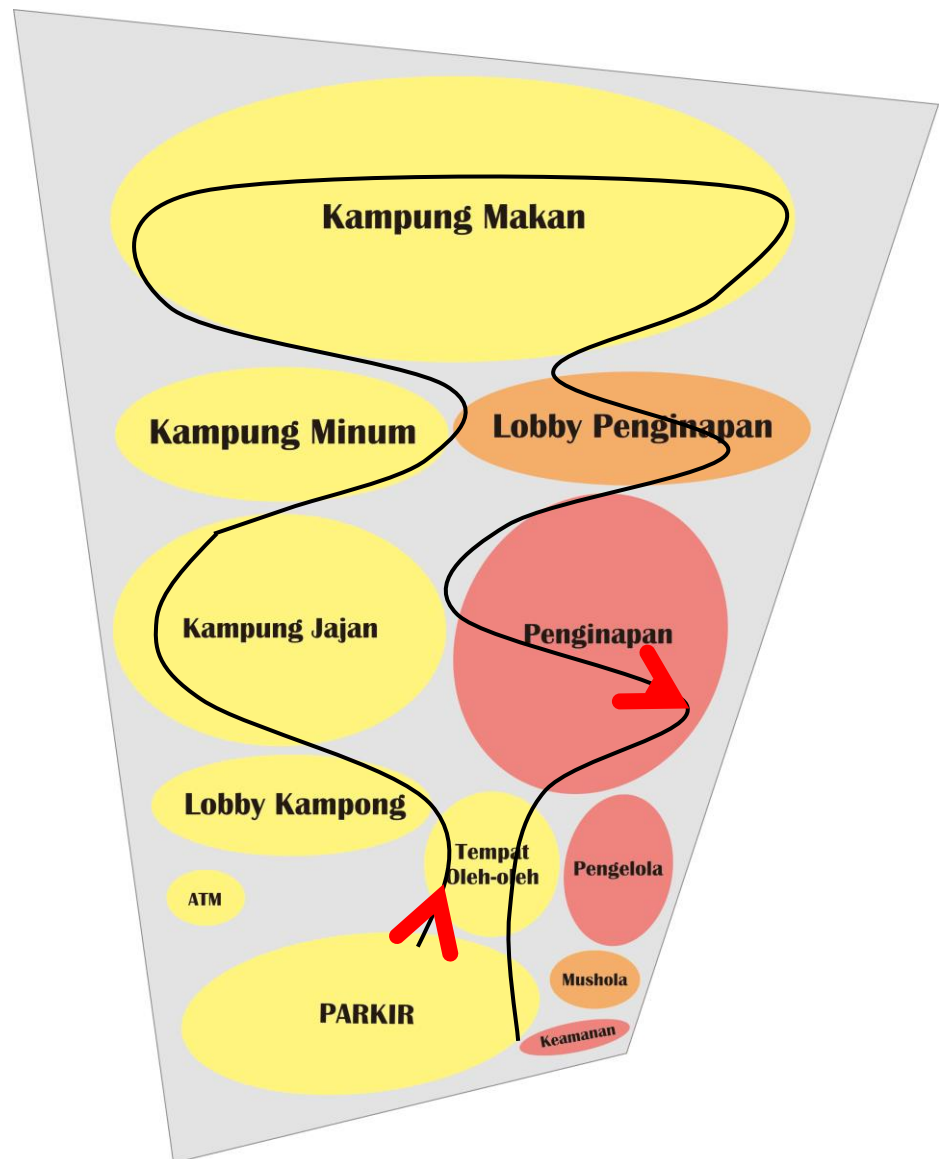 Kampung Makan
Kampung Minum
Lobby Penginapan
Kampung Jajan
Penginapan
Lobby Kampong
Tempat
Oleh-oleh
Pengelola
ATM
Mushola
PARKIR
Keamanan